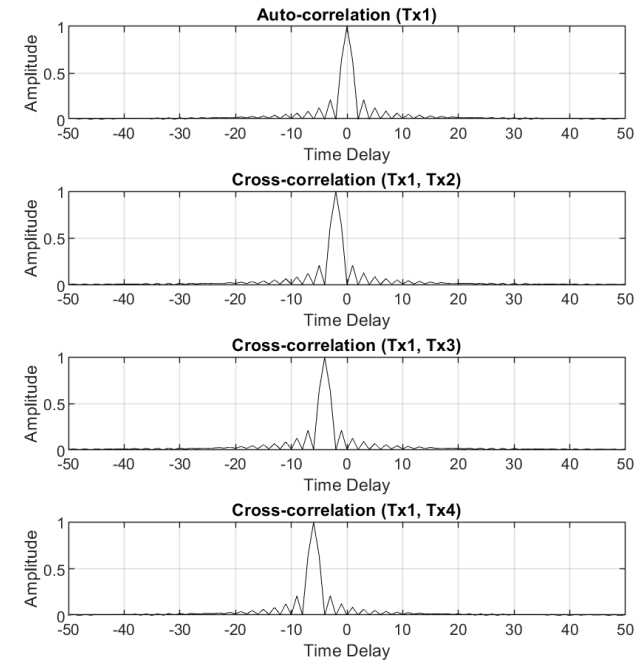 Auto-correlation (Tx1)
Amplitude
1
0.5
0
-50 -40 -30 -20 -10 0 10 20 30 40 50
Time Delay
Cross-correlation (Tx1, Tx2)
Amplitude
1
0.5
0
-50 -40 -30 -20 -10 0 10 20 30 40 50
Time Delay
Cross-correlation (Tx1, Tx3)
Amplitude
1
0.5
0
-50 -40 -30 -20 -10 0 10 20 30 40 50
Time Delay
Cross-correlation (Tx1, Tx4)
Amplitude
1
0.5
0
-50 -40 -30 -20 -10 0 10 20 30 40 50
Time Delay